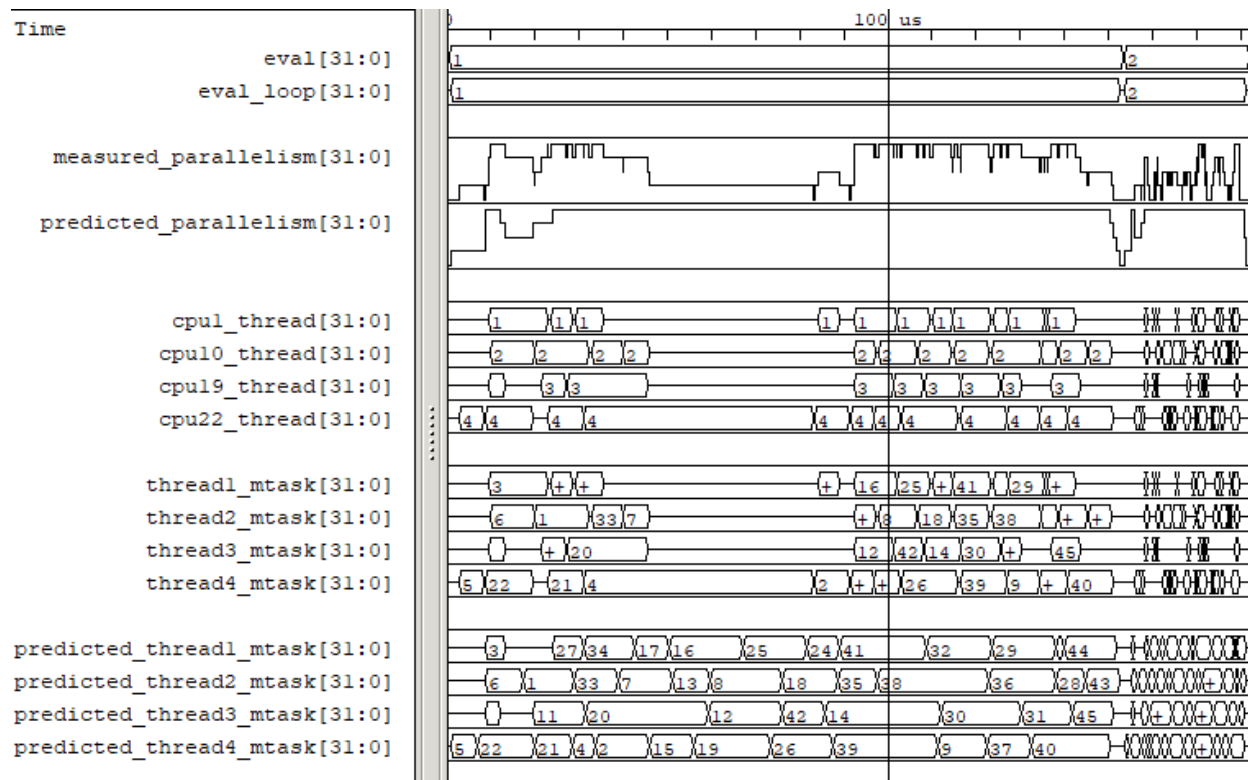 Time 100 us
eval[31:0] 1 2
eval_loop[31:0] 1 2
measured_parallelism[31:0]
predicted_parallelism[31:0]
cpu1_thread[31:0] 1 1 1 1 1 1 1 1 1 1
cpu10_thread[31:0] 2 2 2 2 2 2 2 2 2 2 2
cpu19_thread[31:0] 3 3 3 3 3 3 3 3
cpu22_thread[31:0] 4 4 4 4 4 4 4 4 4 4 4 4
thread1_mtask[31:0] 3 + + + 16 25 + 41 29 +
thread2_mtask[31:0] 6 1 33 7 + 8 18 35 38 + +
thread3_mtask[31:0] + 20 12 42 14 30 + 45
thread4_mtask[31:0] 5 22 21 4 2 + + 26 39 9 + 40
predicted_thread1_mtask[31:0] 3 27 34 17 16 25 24 41 32 29 44
predicted_thread2_mtask[31:0] 6 1 33 7 13 8 18 35 38 36 28 43 +
predicted_thread3_mtask[31:0] 11 20 12 42 14 30 31 45 + +
predicted_thread4_mtask[31:0] 5 22 21 4 2 15 19 26 39 9 37 40 +